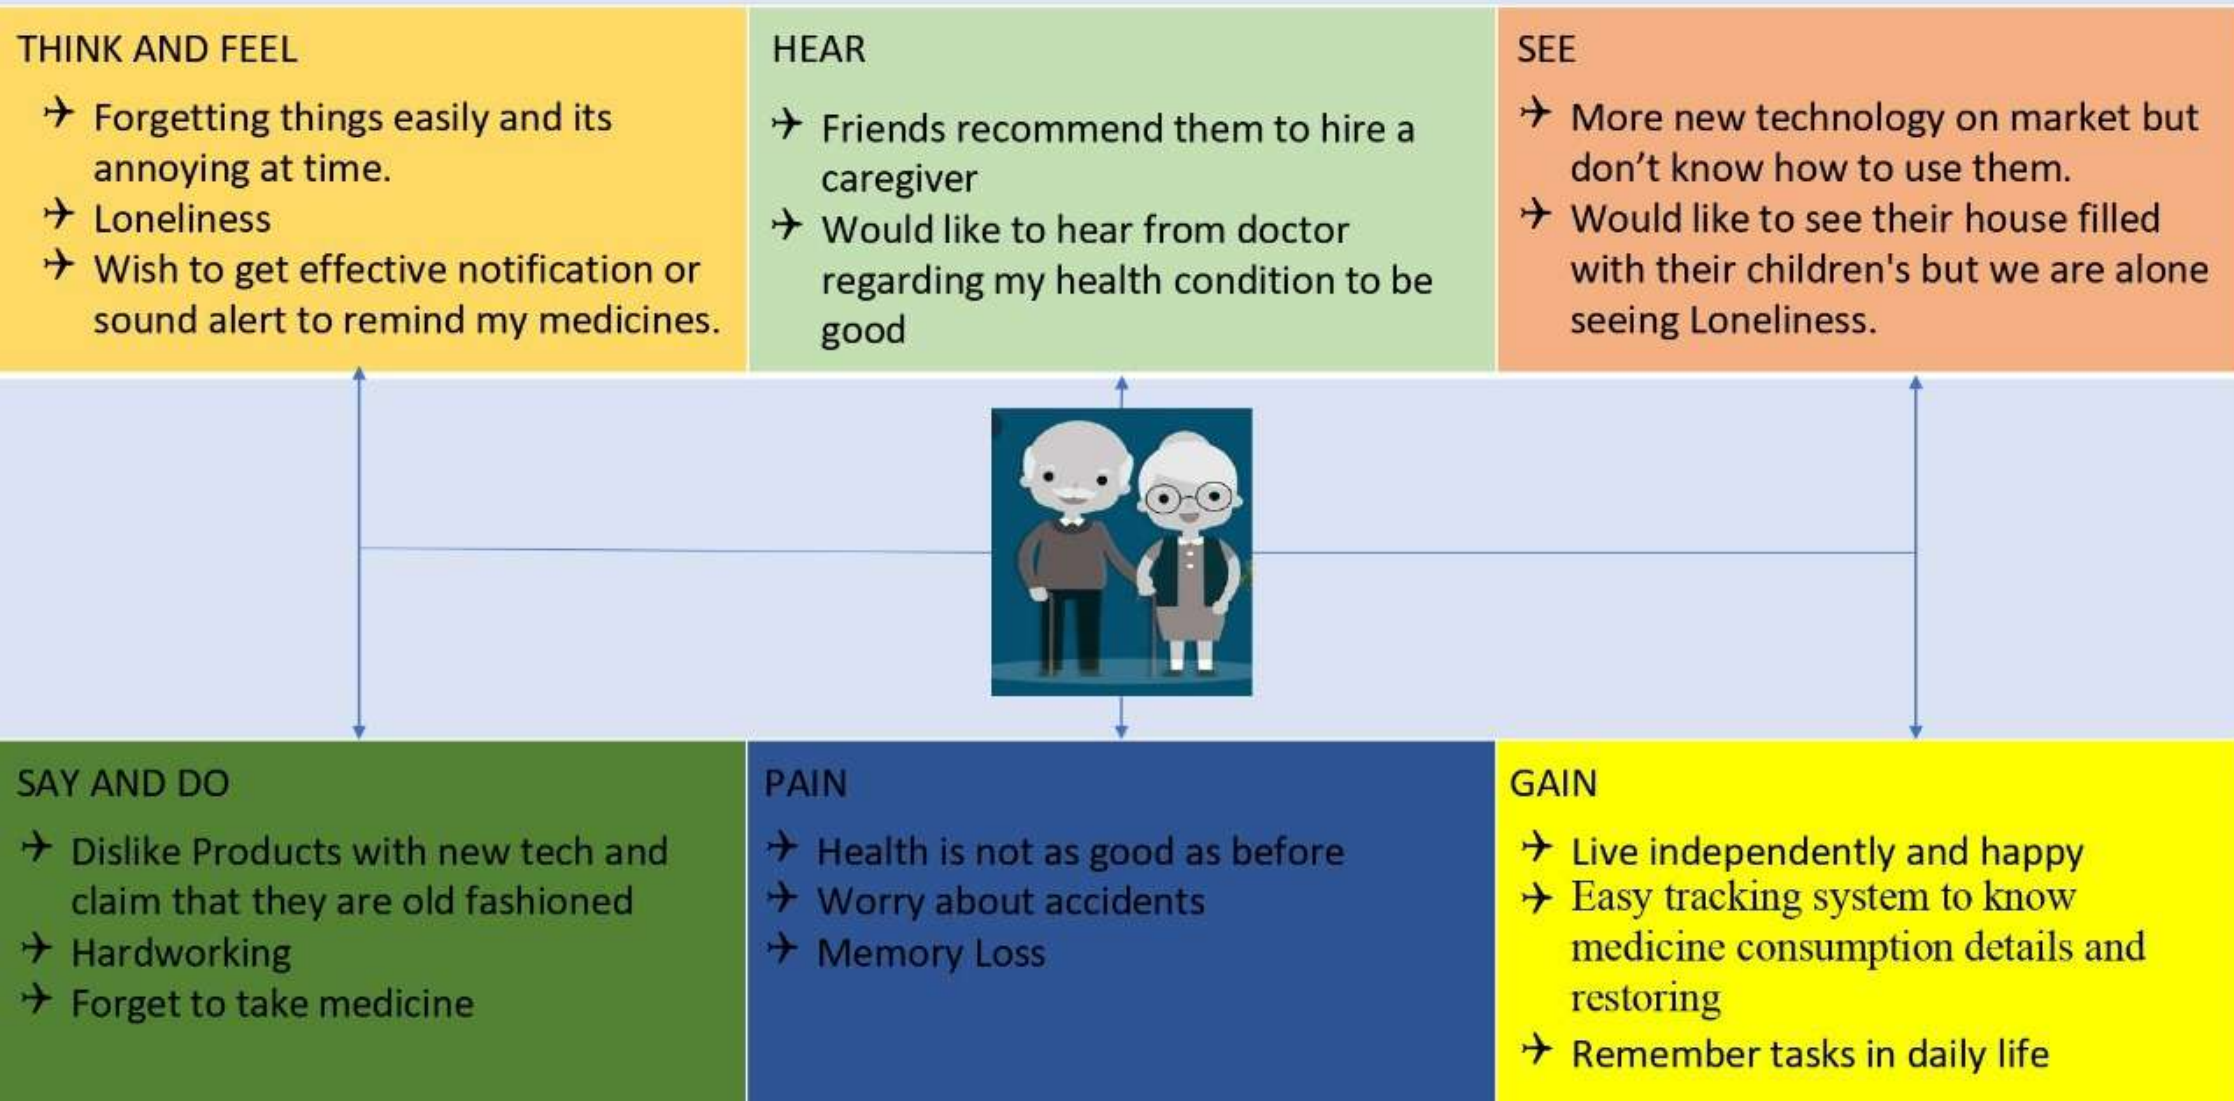 THINK AND FEEL
Forgetting things easily and its
annoying at time.
Loneliness
Wish to get effective notification or
sound alert to remind my medicines.
HEAR
Friends recommend them to hire a
caregiver
Would like to hear from doctor
regarding my health condition to be
good
SEE
More new technology on market but
don’t know how to use them.
Would like to see their house filled
with their children's but we are alone
seeing Loneliness.
SAY AND DO
Dislike Products with new tech and
claim that they are old fashioned
Hardworking
Forget to take medicine
PAIN
Health is not as good as before
Worry about accidents
Memory Loss
GAIN
Live independently and happy
Easy tracking system to know
medicine consumption details and
restoring
Remember tasks in daily life